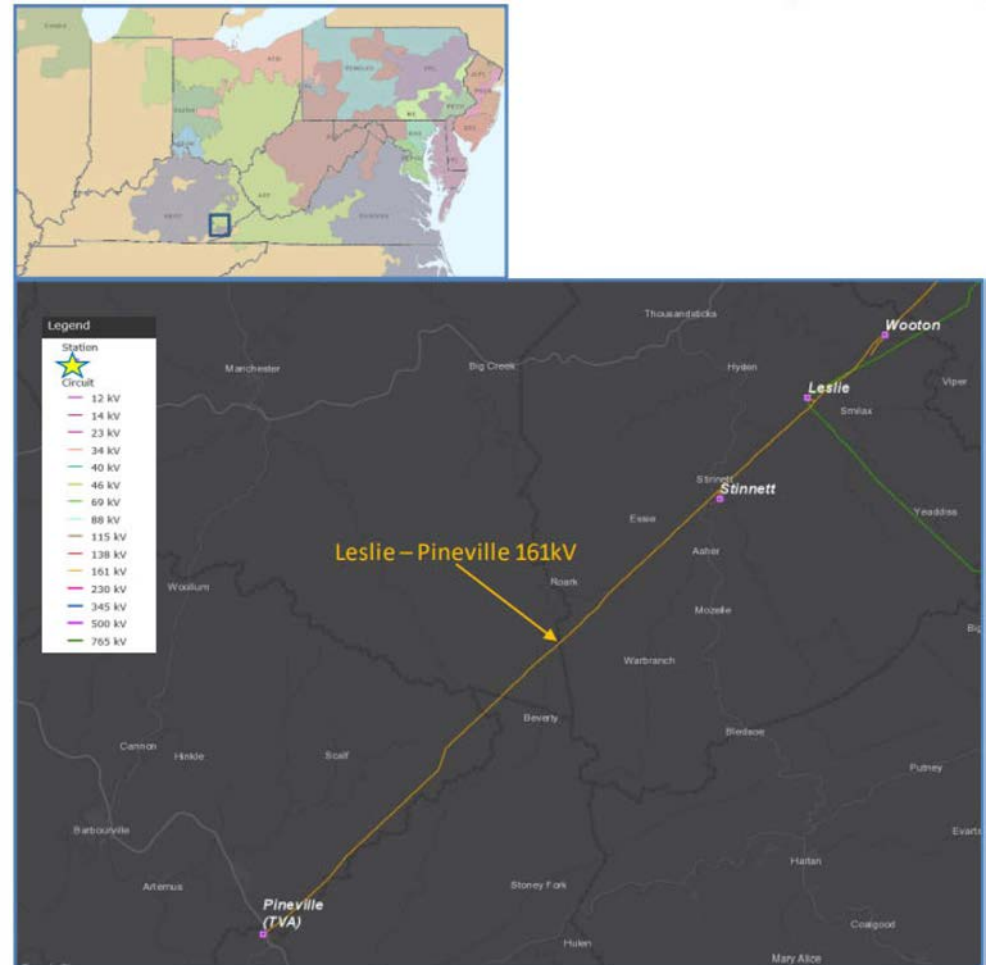 Legend
Station
Circuit
12 kV
14 kV
23 kV
34 kV
40 kV
46 kV
69 kV
88 kV
115 kV
138 kV
161 kV
230 kV
345 kV
500 kV
765 kV
Thousandsticks
Wooton
Manchester
Big Creek
Hyden
Viper
Leslie
Smilax
Stinnett
Stinnett
Essie
Yeaddiss
Asher
Leslie – Pineville 161kV
Woollum
Roark
Mozelle
Big
Warbranch
Beverly
Bledsoe
Cannon
Hinkle
Scalf
Putney
Barbourville
Evarts
Harlan
Artemus
Stoney Fork
Pineville
(TVA)
Coalgood
Hulen
Mary Alice